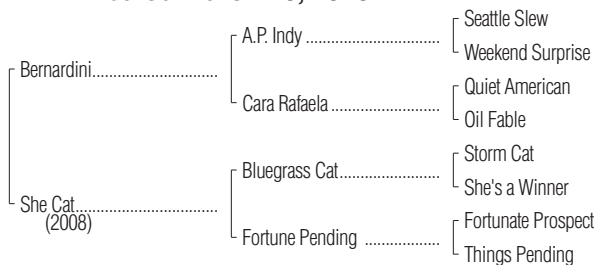 Seattle Slew
A.P. Indy
Weekend Surprise
Bernardini
Quiet American
Cara Rafaela
Oil Fable
Storm Cat
Bluegrass Cat
She's a Winner
She Cat
(2008)
Fortunate Prospect
Fortune Pending
Things Pending